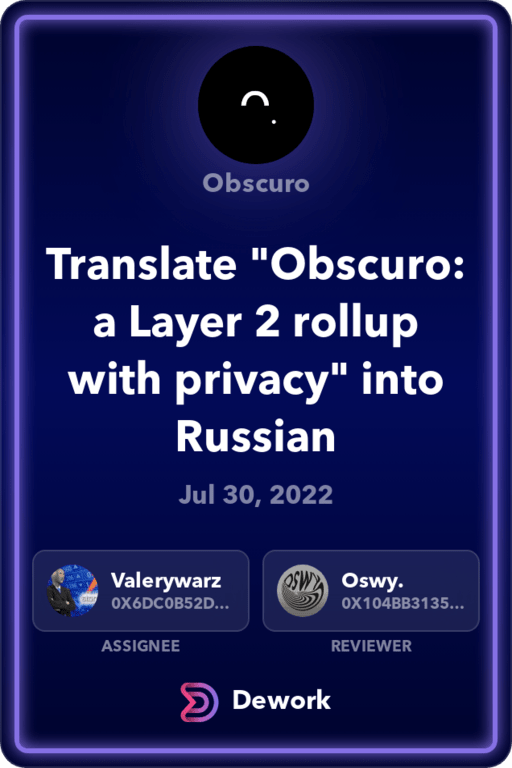 Obscuro
Translate "Obscuro:
a Layer 2 rollup
with privacy" into
Russian
Jul 30, 2022
Valerywarz
0X6DC0B52D...
ASSIGNEE
OSWY
Oswy.
0X104BB3135...
REVIEWER
Dework